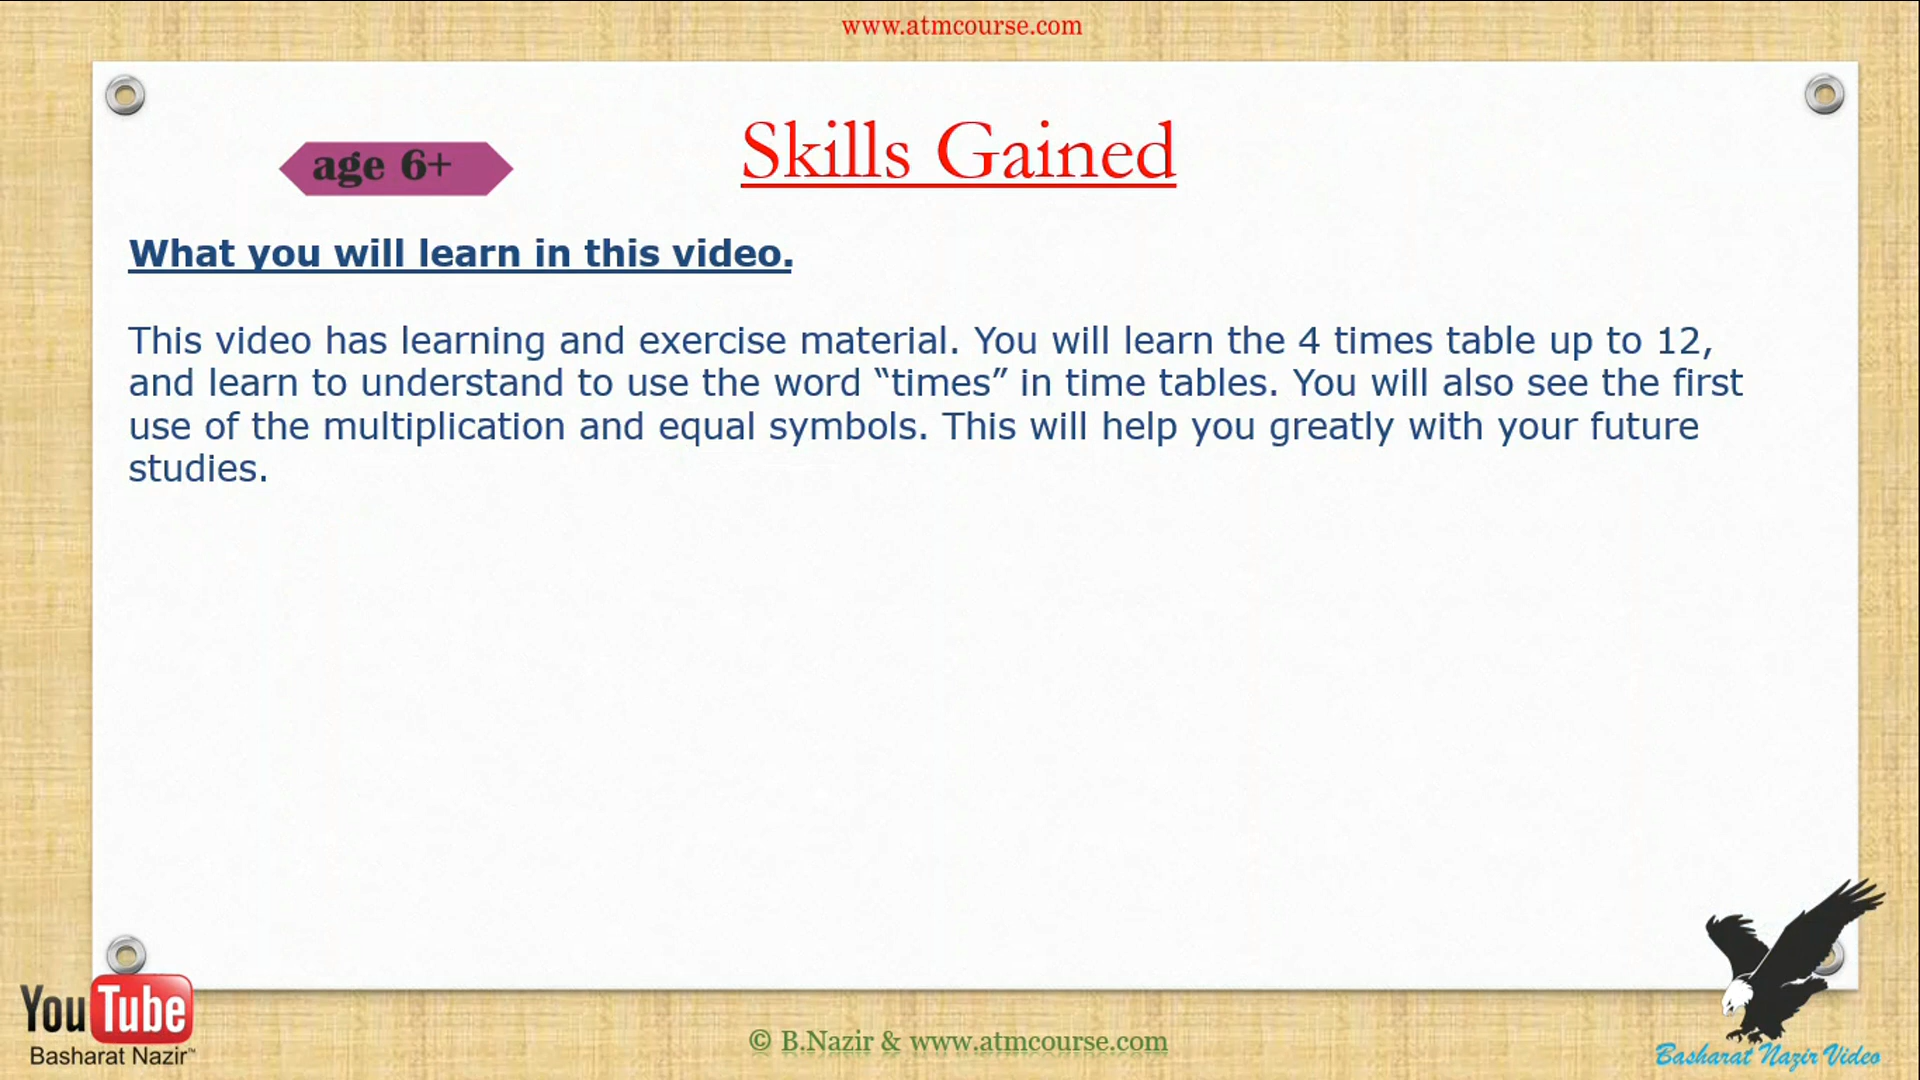 www.atmcourse.com
age 6+
Skills Gained
What you will learn in this video.
This video has learning and exercise material. You will learn the 4 times table up to 12,
and learn to understand to use the word “times” in time tables. You will also see the first
use of the multiplication and equal symbols. This will help you greatly with your future
studies.
YouTube
Basharat Nazir™
© B.Nazir & www.atmcourse.com
Basharat Nazir Video